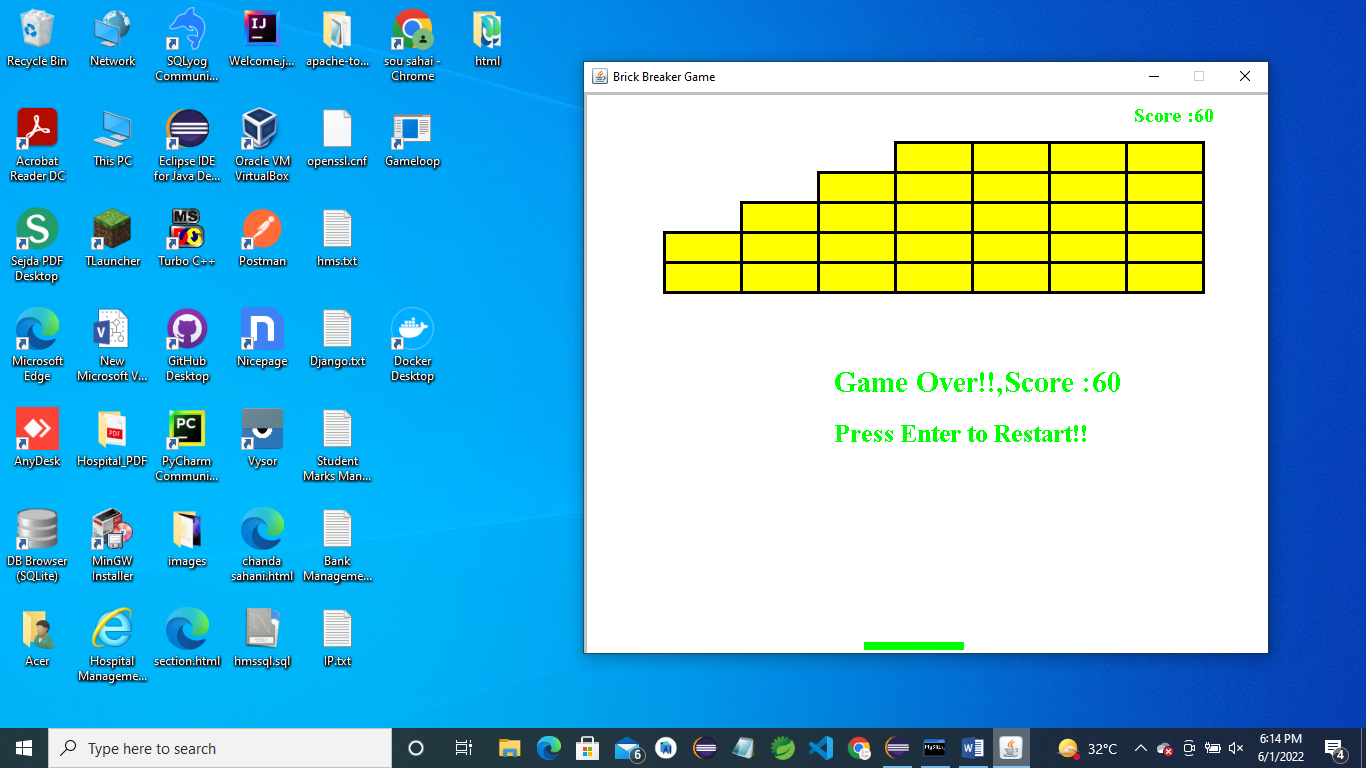 Recycle Bin
Network
SQLyog
Communi...
Welcome.j...
apache-to...
sou sahai -
Chrome
html
Acrobat
Reader DC
This PC
Eclipse IDE
for Java De...
Oracle VM
VirtualBox
openssl.cnf
Gameloop
Sejda PDF
Desktop
TLauncher
Turbo C++
Postman
hms.txt
Microsoft
Edge
New
Microsoft V...
GitHub
Desktop
Nicepage
Django.txt
Docker
Desktop
AnyDesk
Hospital_PDF
PyCharm
Communi...
Vysor
Student
Marks Man...
DB Browser
(SQLite)
MinGW
Installer
images
chanda
sahani.html
Bank
Manageme...
Acer
Hospital
Manageme...
section.html
hmssql.sql
IP.txt
Brick Breaker Game
Score :60
Game Over!!,Score :60
Press Enter to Restart!!
Type here to search
32°C
6:14 PM
6/1/2022